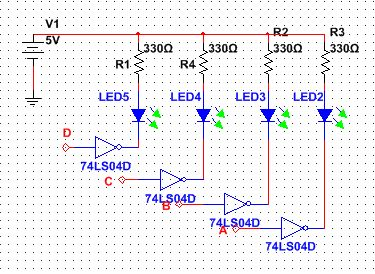 V1
5V
330Ω 330Ω R2 330Ω R3 330Ω
R1 R4
LED5 LED4 LED3 LED2
D
74LS04D
C
74LS04D
B
74LS04D
A
74LS04D